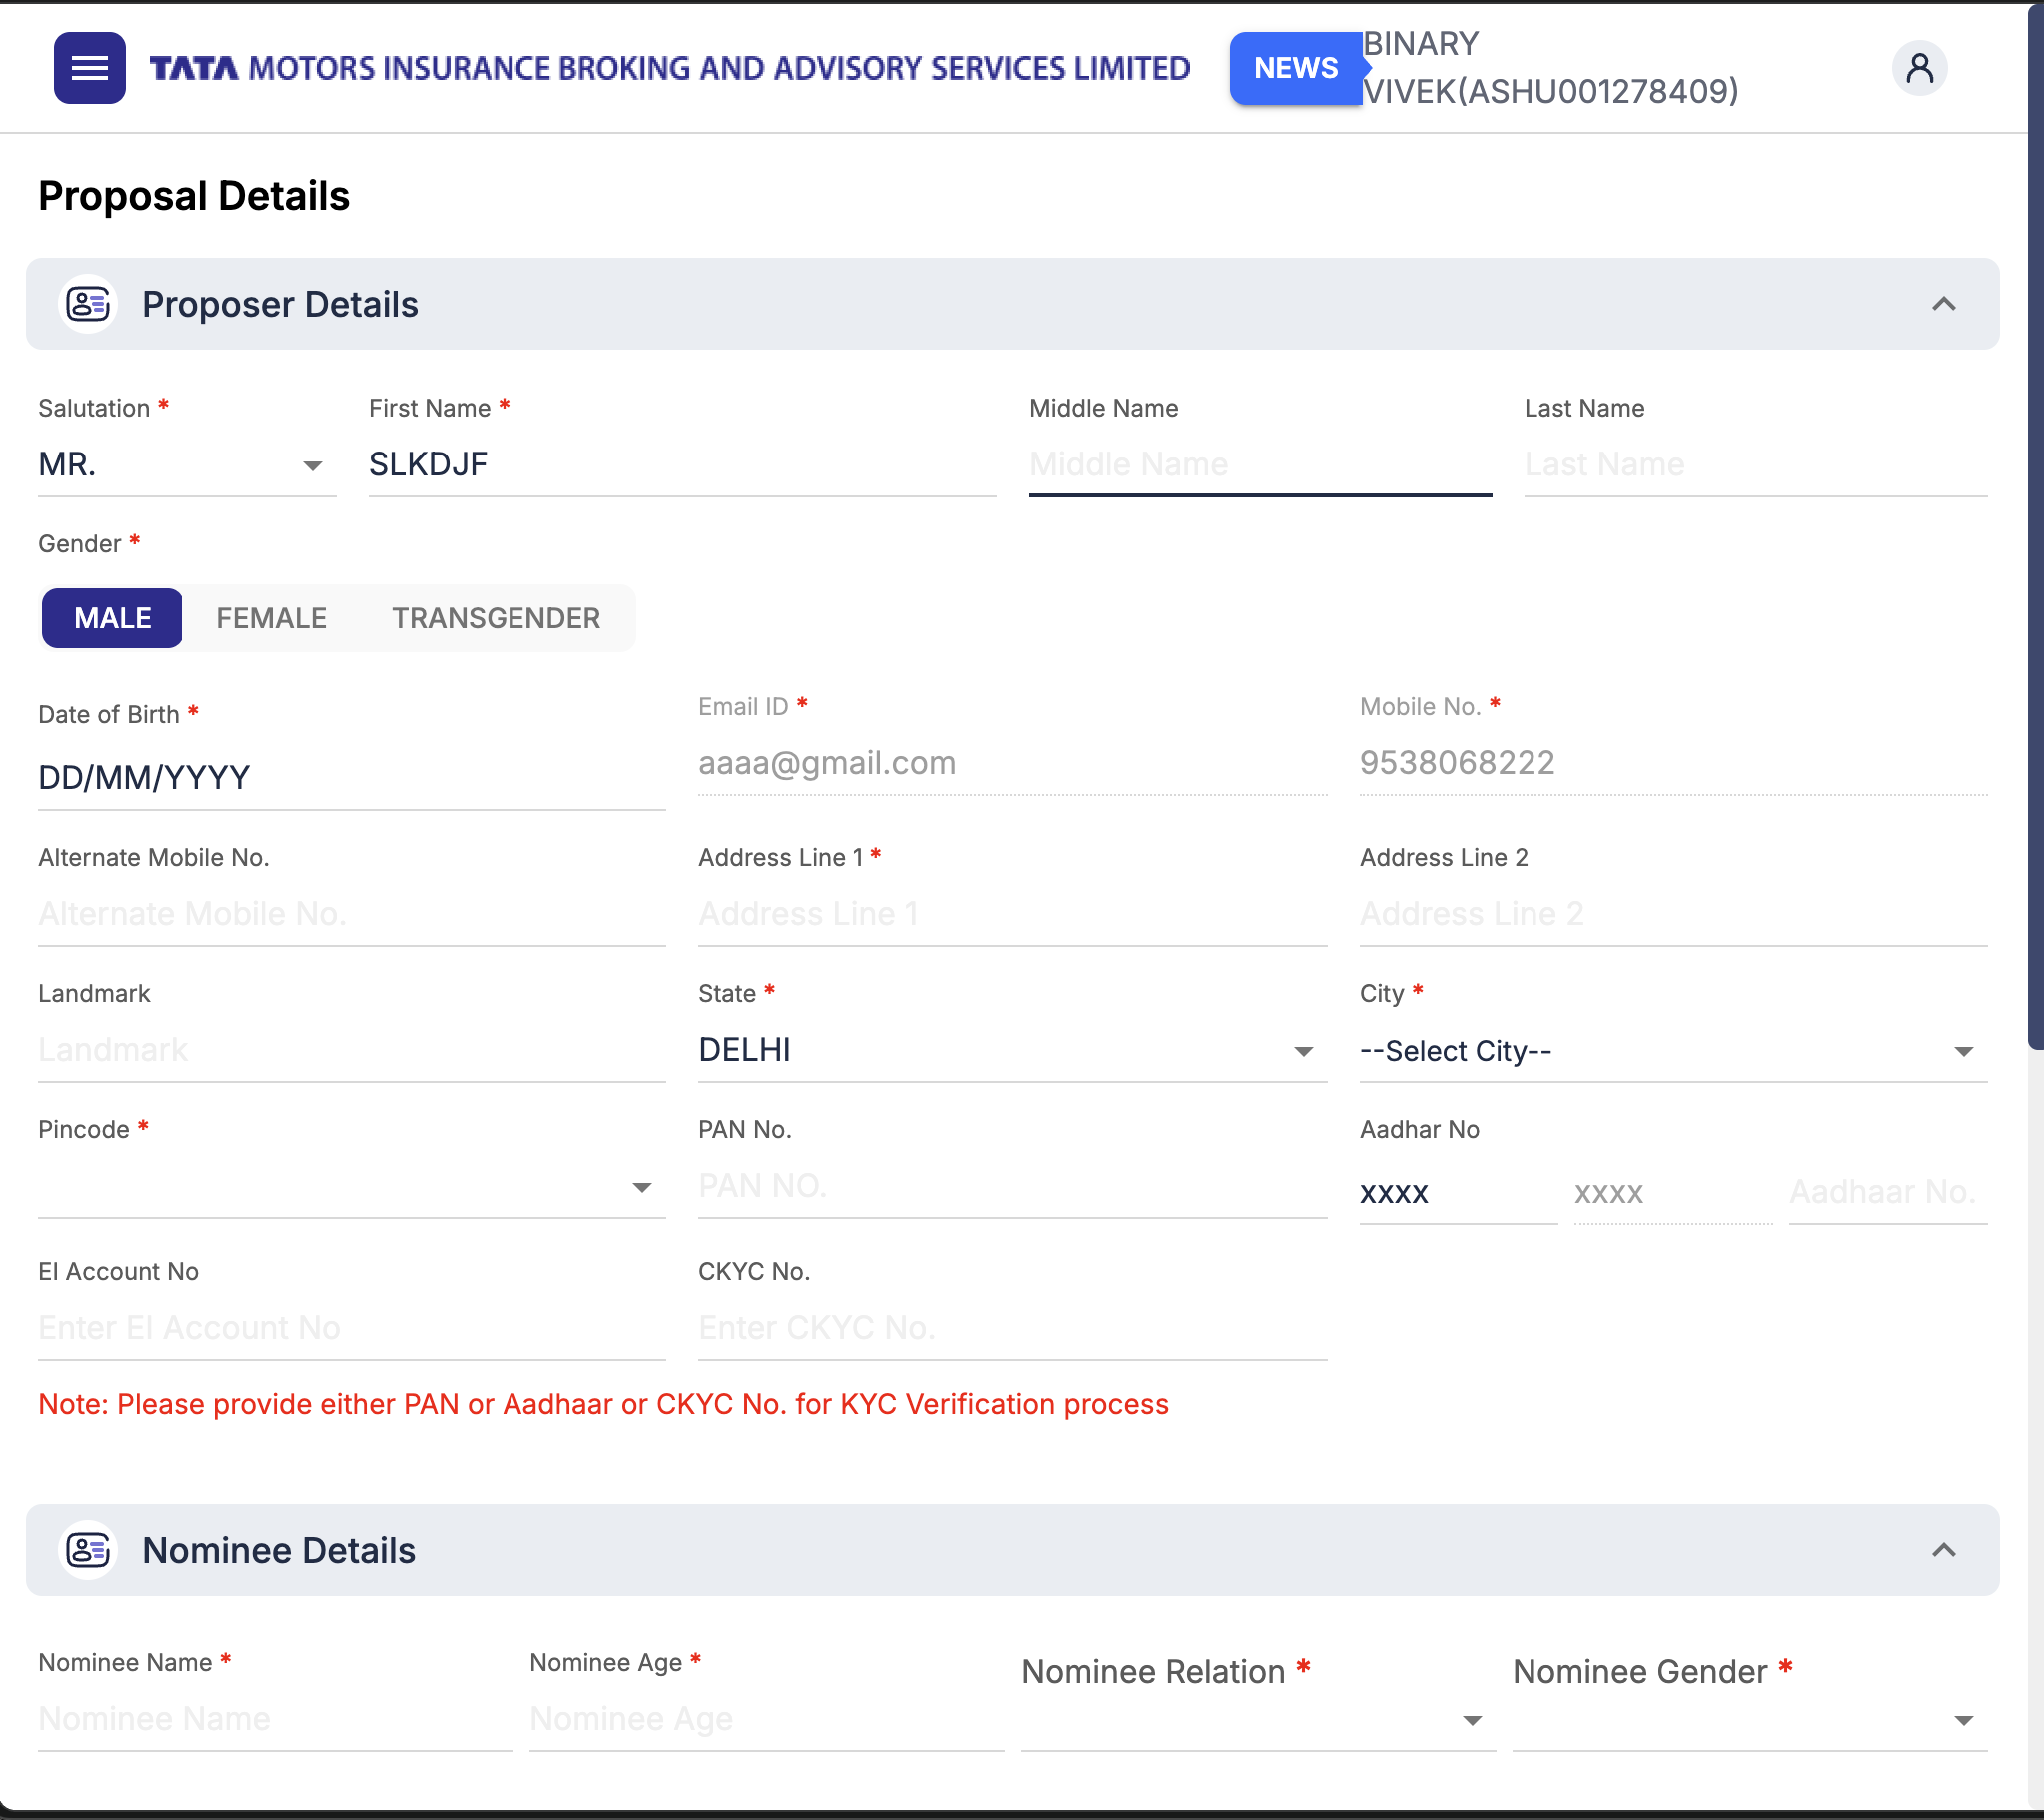 TATA MOTORS INSURANCE BROKING AND ADVISORY SERVICES LIMITED
NEWS
BINARY
VIVEK(ASHU001278409)
Proposal Details
Proposer Details
Salutation * First Name * Middle Name Last Name
MR. SLKDJF Middle Name Last Name
Gender *
MALE FEMALE TRANSGENDER
Date of Birth * Email ID * Mobile No. *
DD/MM/YYYY aaaa@gmail.com 9538068222
Alternate Mobile No. Address Line 1 * Address Line 2
Alternate Mobile No. Address Line 1 Address Line 2
Landmark State * City *
Landmark DELHI --Select City--
Pincode * PAN No. Aadhar No
PAN NO. xxxx xxxx Aadhaar No.
EI Account No CKYC No.
Enter EI Account No Enter CKYC No.
Note: Please provide either PAN or Aadhaar or CKYC No. for KYC Verification process
Nominee Details
Nominee Name * Nominee Age * Nominee Relation * Nominee Gender *
Nominee Name Nominee Age